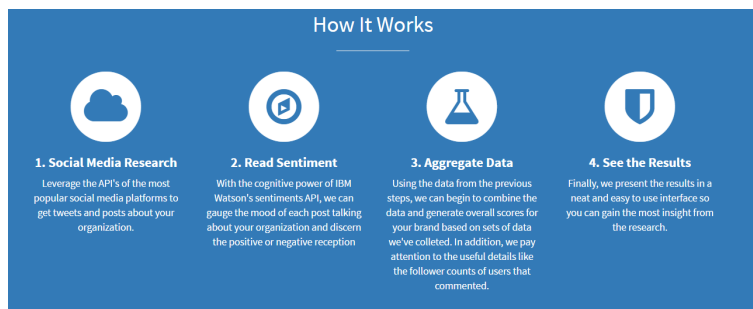 How It Works
1. Social Media Research
Leverage the API's of the most
popular social media platforms to
get tweets and posts about your
organization.
2. Read Sentiment
With the cognitive power of IBM
Watson's sentiments API, we can
gauge the mood of each post talking
about your organization and discern
the positive or negative reception
3. Aggregate Data
Using the data from the previous
steps, we can begin to combine the
data and generate overall scores for
your brand based on sets of data
we've colleted. In addition, we pay
attention to the useful details like
the follower counts of users that
commented.
4. See the Results
Finally, we present the results in a
neat and easy to use interface so
you can gain the most insight from
the research.